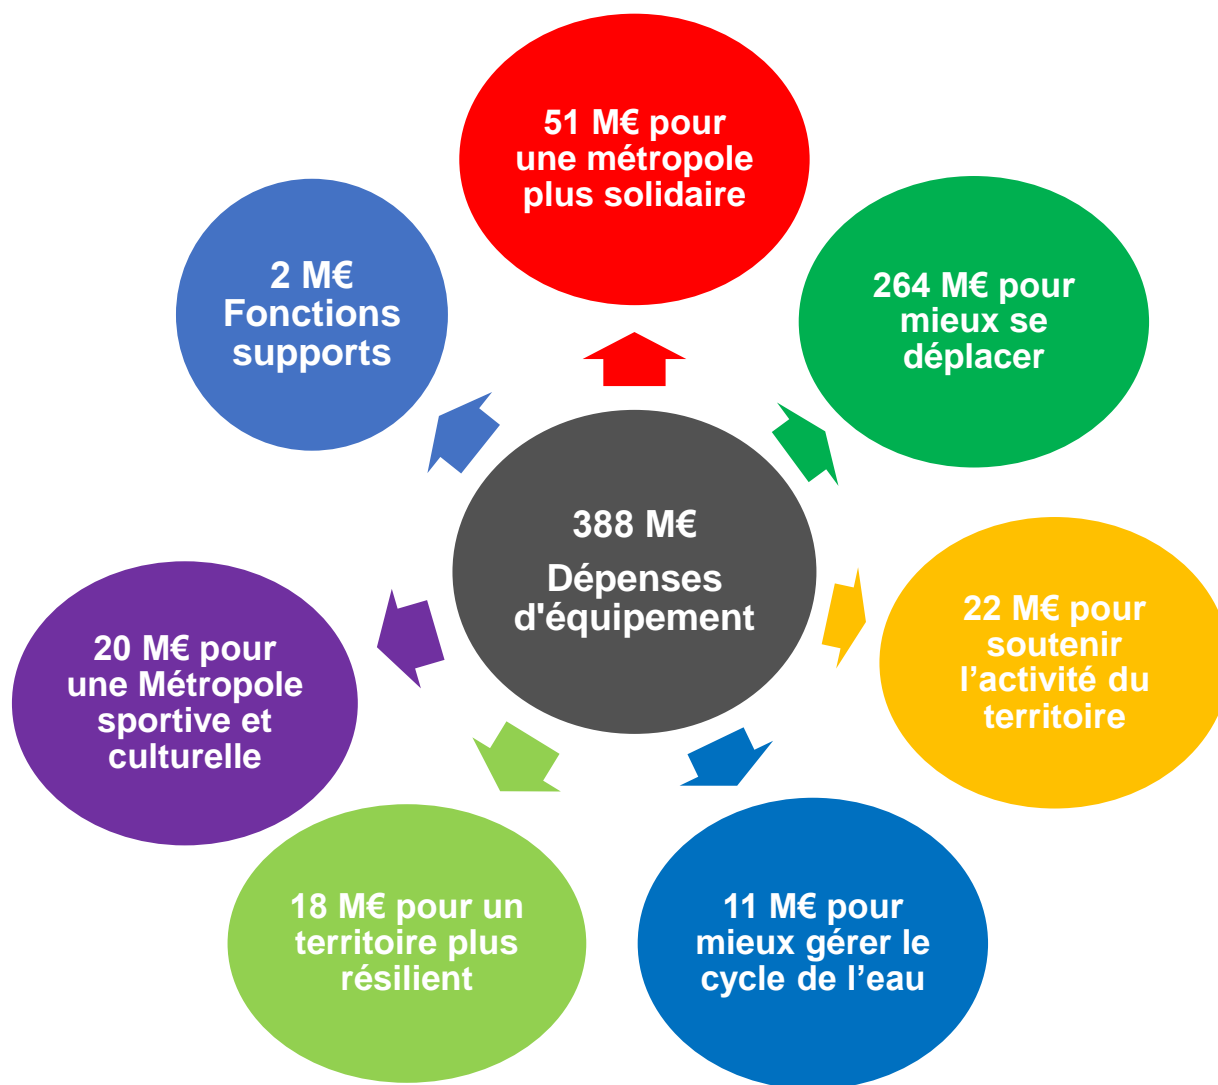 51 M€ pour
une métropole
plus solidaire
264 M€ pour
mieux se
déplacer
22 M€ pour
soutenir
l’activité du
territoire
11 M€ pour
mieux gérer le
cycle de l’eau
18 M€ pour un
territoire plus
résilient
20 M€ pour
une Métropole
sportive et
culturelle
2 M€
Fonctions
supports
388 M€
Dépenses
d'équipement